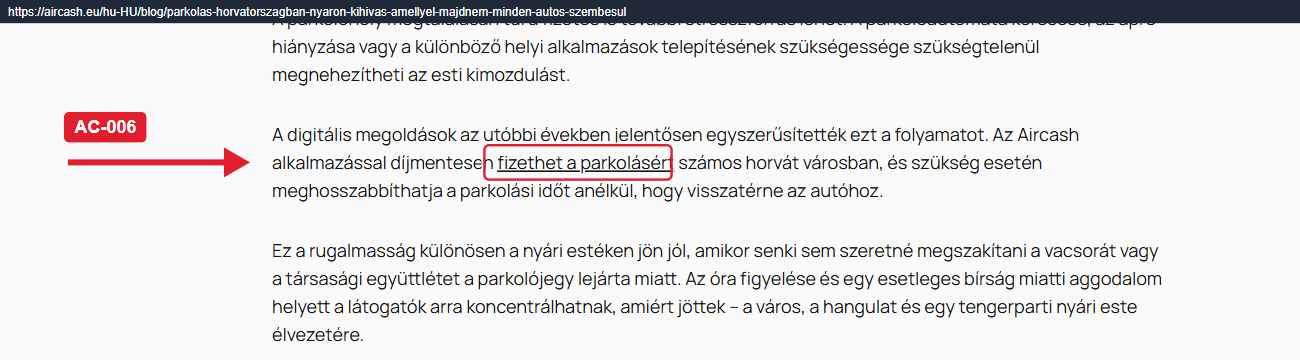 https://aircash.eu/hu-HU/blog/parkolas-horvatorszagban-nyaron-kihivas-amellyel-majdnem-minden-autos-szembesul
hiányzása vagy a különböző helyi alkalmazások telepítésének szükségessége szükségtelenül
megnehezítheti az esti kimozdulást.
AC-006
A digitális megoldások az utóbbi években jelentősen egyszerűsítették ezt a folyamatot. Az Aircash
alkalmazással díjmentesen fizethet a parkolásért számos horvát városban, és szükség esetén
meghosszabbíthatja a parkolási időt anélkül, hogy visszatérne az autóhoz.
Ez a rugalmasság különösen a nyári estéken jön jól, amikor senki sem szeretné megszakítani a vacsorát vagy
a társasági együttlétet a parkolójegy lejárta miatt. Az óra figyelése és egy esetleges bírság miatti aggodalom
helyett a látogatók arra koncentrálhatnak, amiért jöttek – a város, a hangulat és egy tengerparti nyári este
élvezetére.